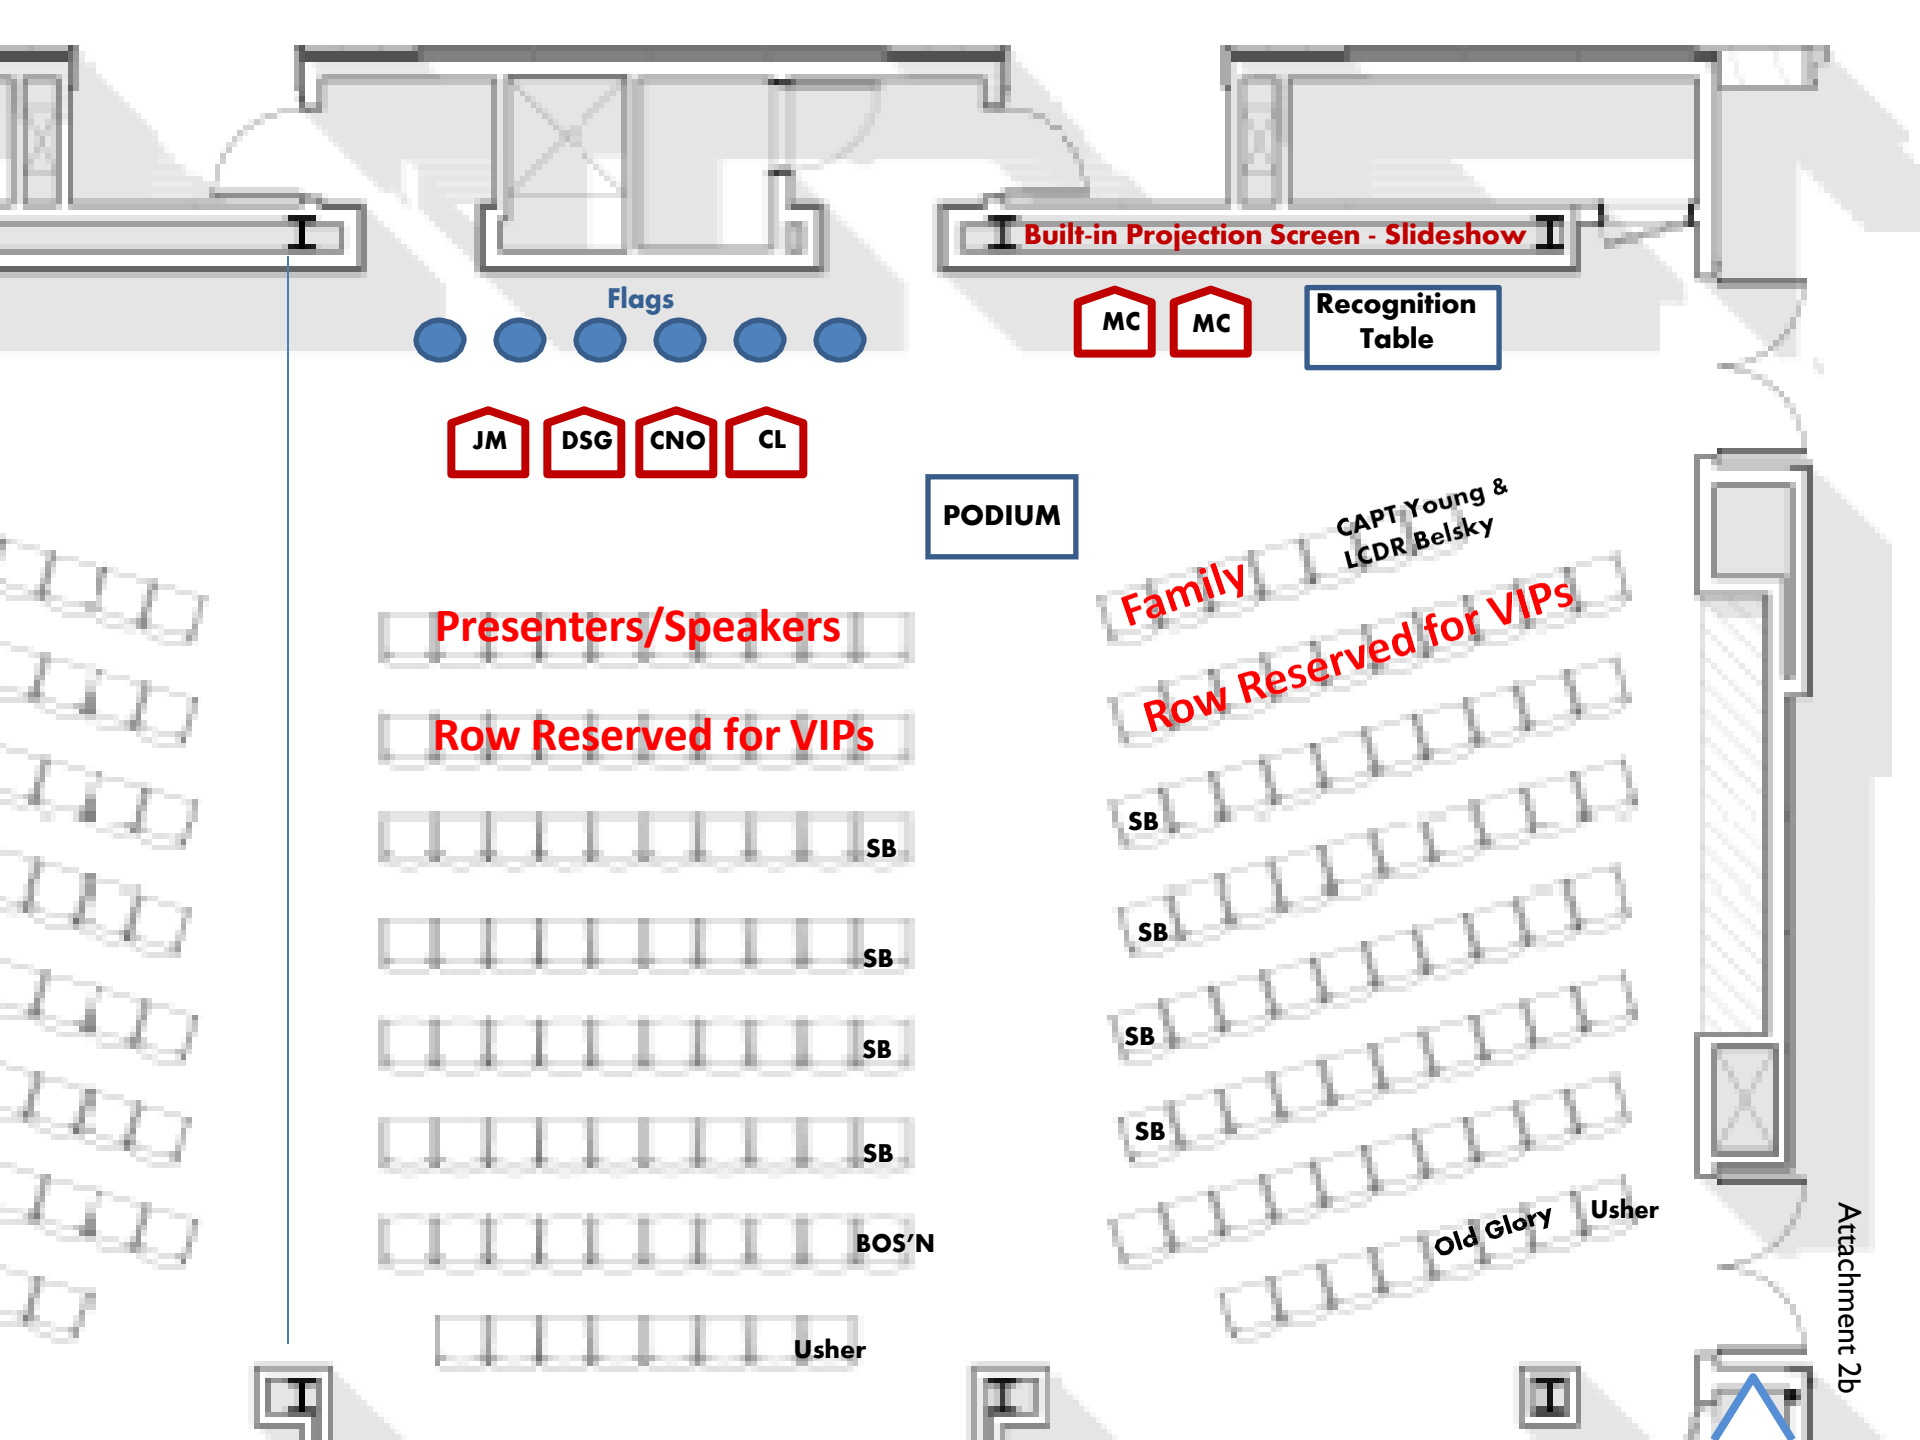 Built-in Projection Screen - Slideshow
Flags
MC
MC
Recognition
Table
JM
DSG
CNO
CL
PODIUM
CAPT Young &
LCDR Belsky
Family
Presenters/Speakers
Row Reserved for VIPs
Row Reserved for VIPs
SB
SB
SB
SB
SB
SB
SB
SB
BOS’N
Old Glory
Usher
Usher
Attachment 2b